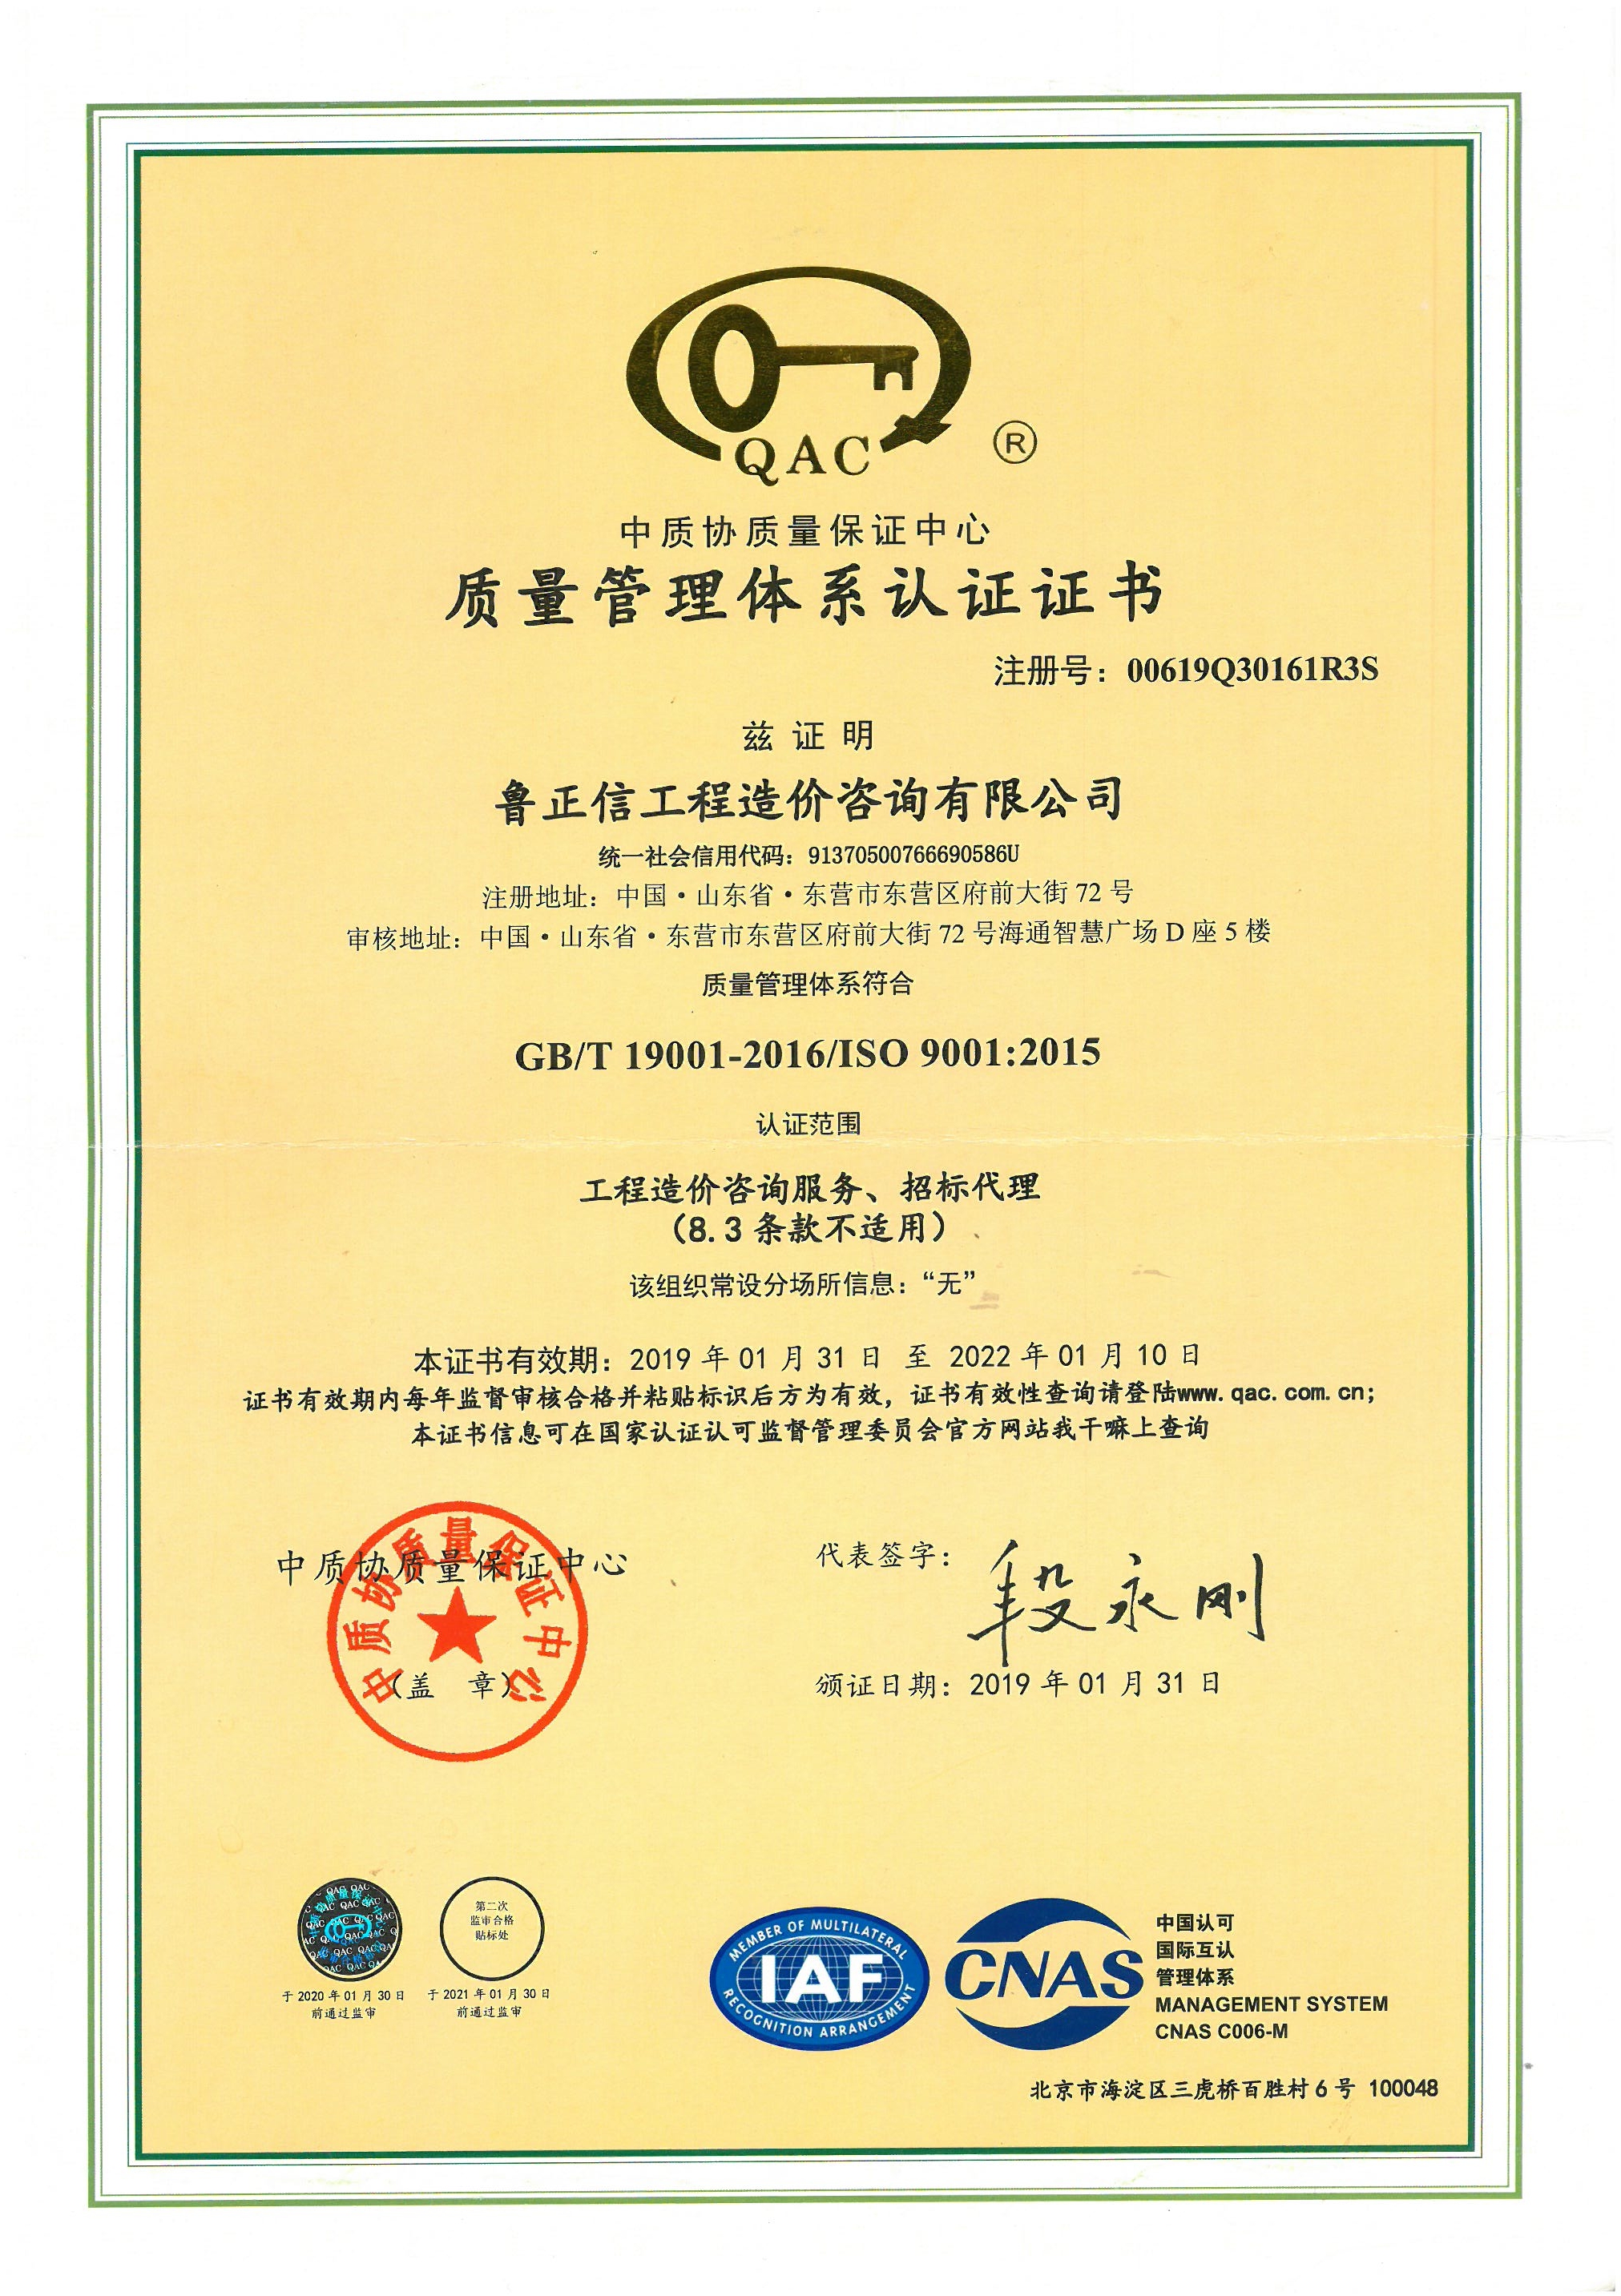 QAC
®
中质协质量保证中心
质量管理体系认证证书
注册号：00619Q30161R3S
兹证明
鲁正信工程造价咨询有限公司
统一社会信用代码：91370500766690586U
注册地址：中国·山东省·东营市东营区府前大街72号
审核地址：中国·山东省·东营市东营区府前大街72号海通智慧广场D座5楼
质量管理体系符合
GB/T 19001-2016/ISO 9001:2015
认证范围
工程造价咨询服务、招标代理
（8.3条款不适用）
该组织常设分场所信息：“无”
本证书有效期：2019年01月31日 至 2022年01月10日
证书有效期内每年监督审核合格并粘贴标识后方为有效，证书有效性查询请登陆www.qac.com.cn；
本证书信息可在国家认证认可监督管理委员会官方网站我干嘛上查询
中质协质量保证中心
中质协质量保证中心
（盖 章）
代表签字：段永刚
颁证日期：2019年01月31日
于2020年01月30日
前通过监审
第二次
监审合格
贴标处
于2021年01月30日
前通过监审
MEMBER OF MULTILATERAL
IAF
RECOGNITION ARRANGEMENT
CNAS
中国认可
国际互认
管理体系
MANAGEMENT SYSTEM
CNAS C006-M
北京市海淀区三虎桥百胜村6号 100048